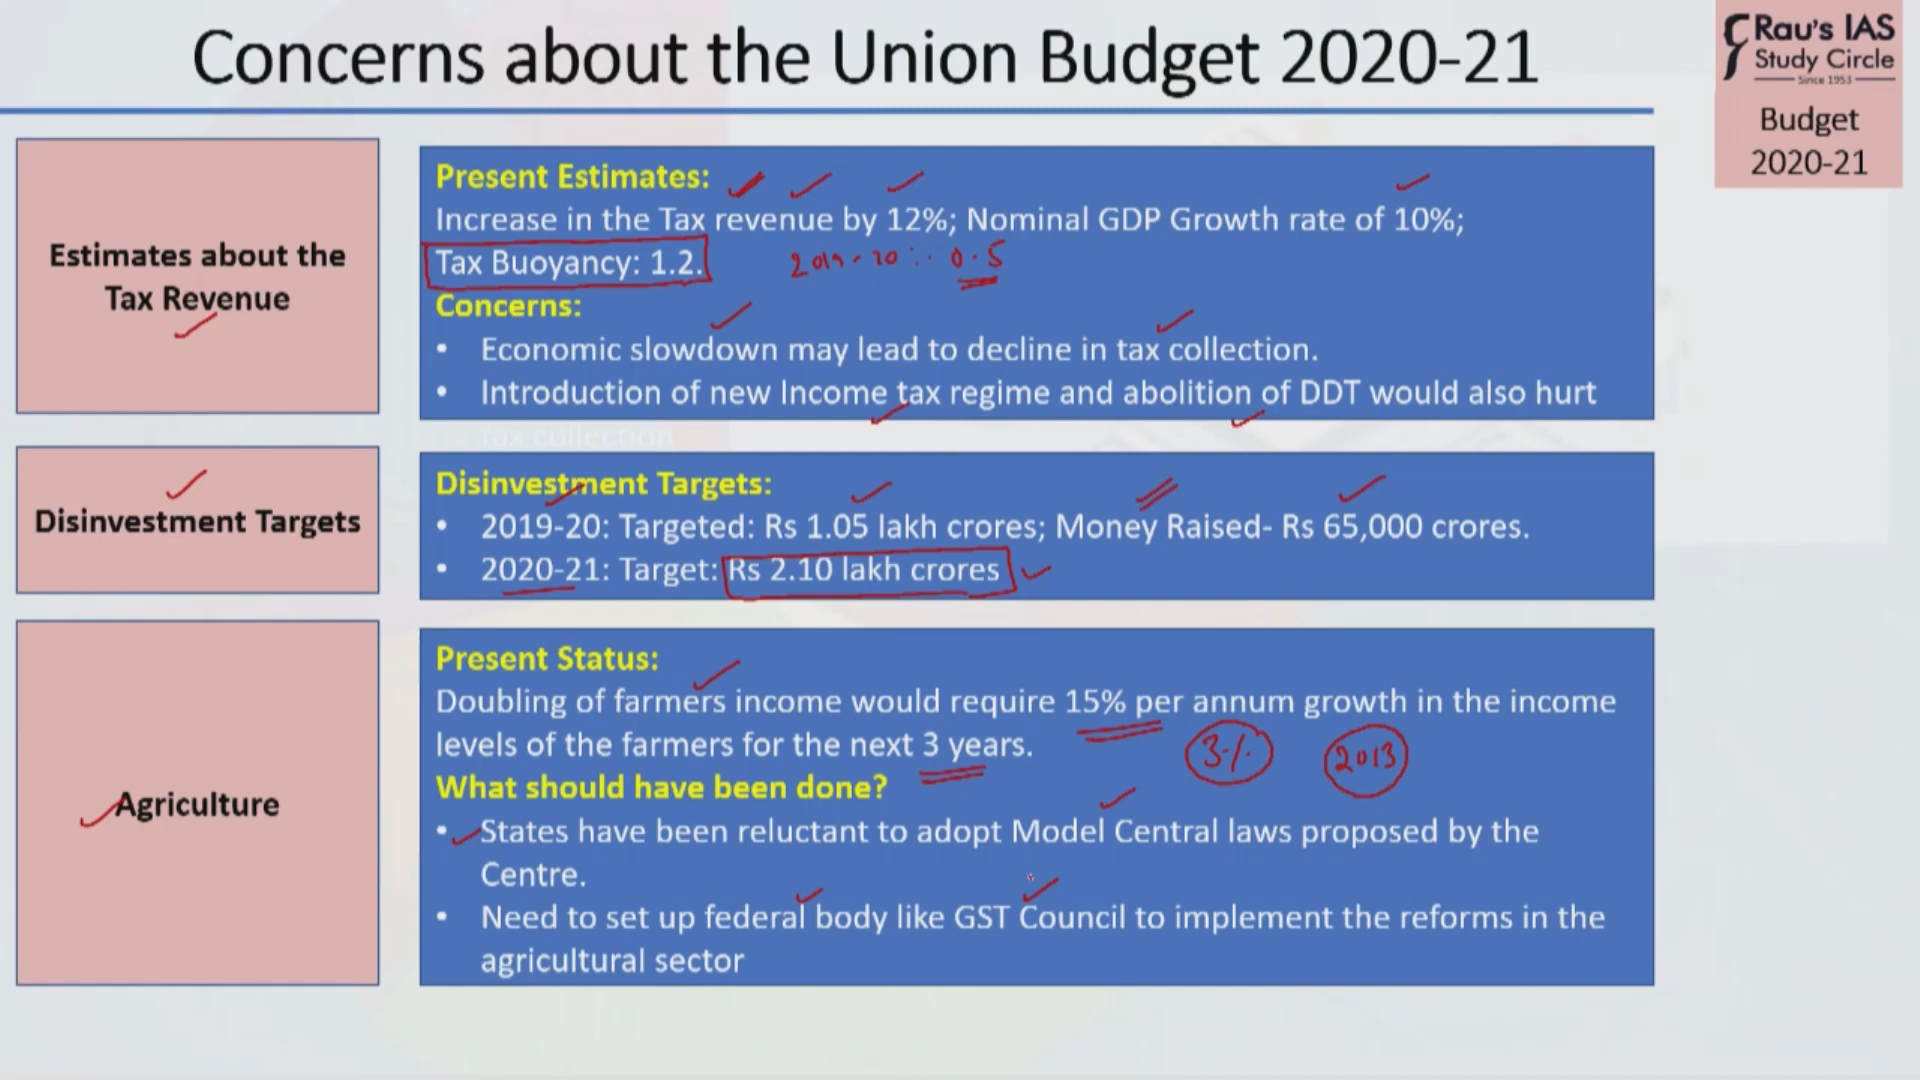 Concerns about the Union Budget 2020-21
Rau's IAS
Study Circle
Since 1953
Budget
2020-21
Estimates about the
Tax Revenue
Present Estimates:
Increase in the Tax revenue by 12%; Nominal GDP Growth rate of 10%;
Tax Buoyancy: 1.2.
2019-20: 0.5
Concerns:
• Economic slowdown may lead to decline in tax collection.
• Introduction of new Income tax regime and abolition of DDT would also hurt
tax collection
Disinvestment Targets
Disinvestment Targets:
• 2019-20: Targeted: Rs 1.05 lakh crores; Money Raised- Rs 65,000 crores.
• 2020-21: Target: Rs 2.10 lakh crores
Agriculture
Present Status:
Doubling of farmers income would require 15% per annum growth in the income
levels of the farmers for the next 3 years.
3%
2013
What should have been done?
• States have been reluctant to adopt Model Central laws proposed by the
Centre.
• Need to set up federal body like GST Council to implement the reforms in the
agricultural sector